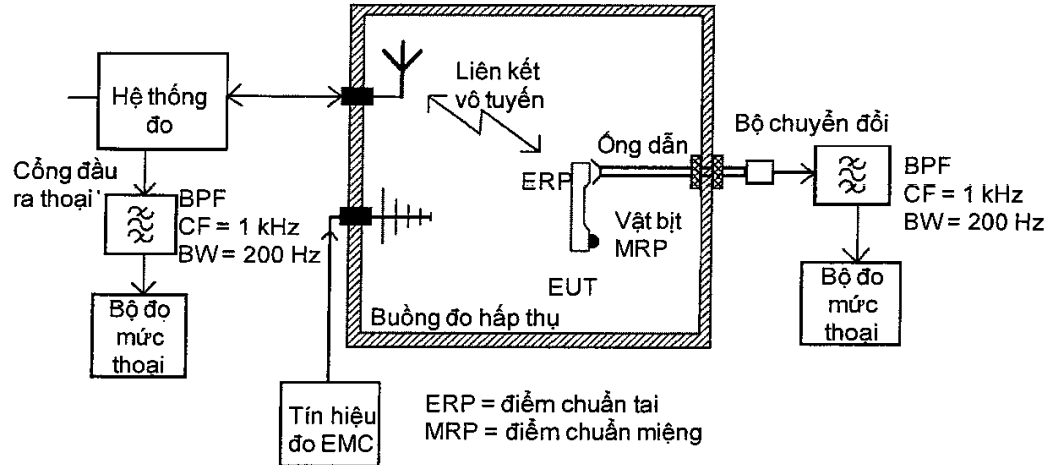 Hệ thống
đo
Cổng đầu
ra thoại
BPF
CF = 1 kHz
BW = 200 Hz
Bộ đọ
mức
thoại
Liên kết
vô tuyến
Ống dẫn
ERP
Vật bịt
MRP
EUT
Buồng đo hấp thụ
Tín hiệu
đo EMC
ERP = điểm chuẩn tai
MRP = điểm chuẩn miệng
Bộ chuyển đổi
BPF
CF = 1 kHz
BW = 200 Hz
Bộ đo
mức
thoại